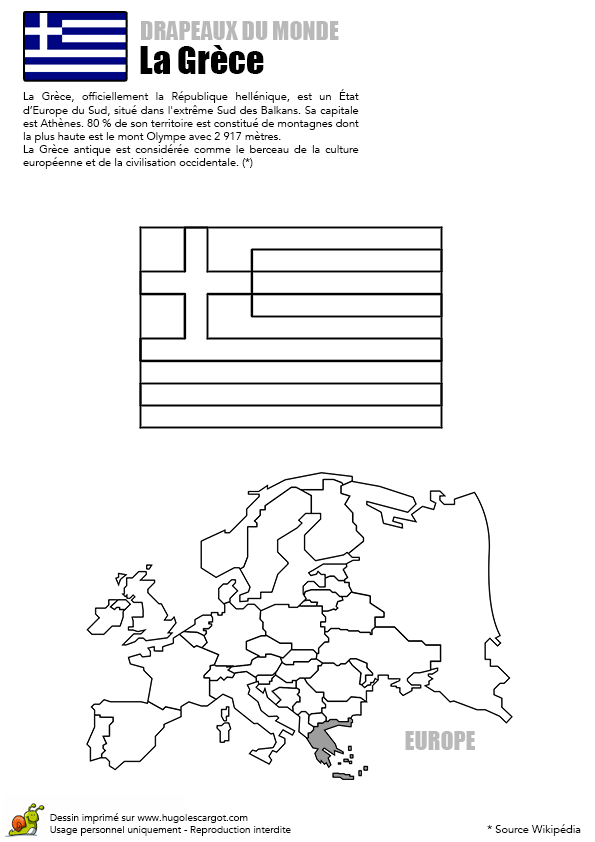 DRAPEAUX DU MONDE
La Grèce
La Grèce, officiellement la République hellénique, est un État
d'Europe du Sud, situé dans l'extrême Sud des Balkans. Sa capitale
est Athènes. 80 % de son territoire est constitué de montagnes dont
la plus haute est le mont Olympe avec 2 917 mètres.
La Grèce antique est considérée comme le berceau de la culture
européenne et de la civilisation occidentale. (*)
EUROPE
Dessin imprimé sur www.hugolescargot.com
Usage personnel uniquement - Reproduction interdite
* Source Wikipédia